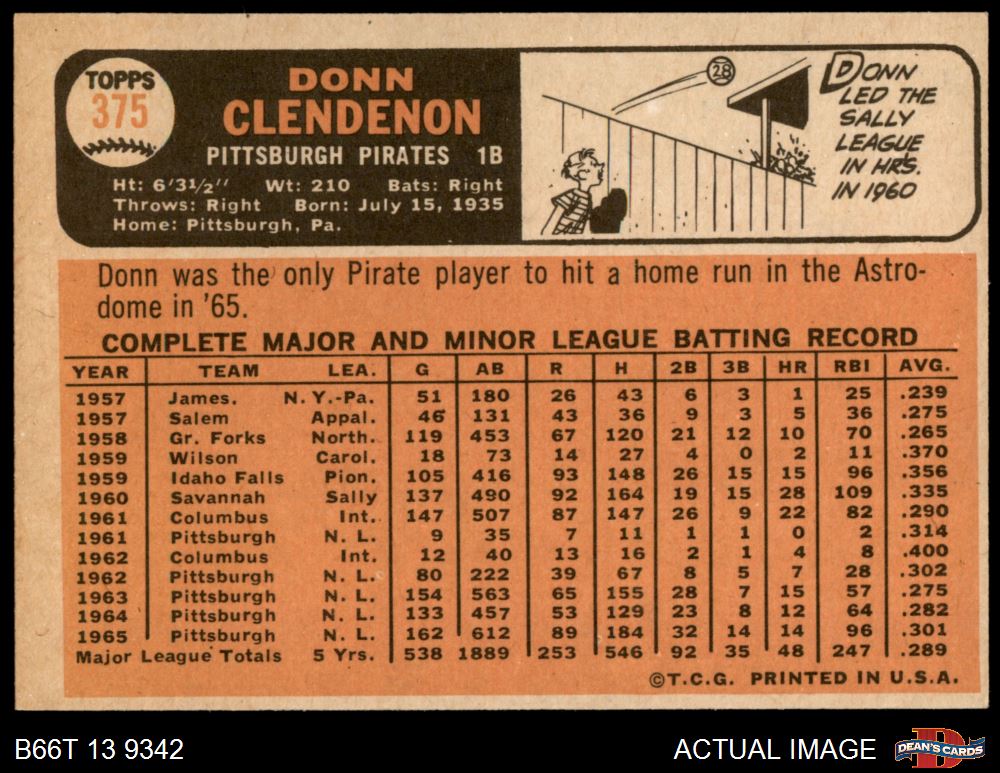 TOPPS
375
DONN
CLENDENON
PITTSBURGH PIRATES 1B
Ht: 6'31/2" Wt: 210 Bats: Right
Throws: Right Born: July 15, 1935
Home: Pittsburgh, Pa.
28
DONN
LED THE
SALLY
LEAGUE
IN HRS.
IN 1960
Donn was the only Pirate player to hit a home run in the Astro-
dome in '65.
COMPLETE MAJOR AND MINOR LEAGUE BATTING RECORD
YEAR TEAM LEA. G AB R H 2B 3B HR RBI AVG.
1957 James. N. Y.-Pa. 51 180 26 43 6 3 1 25 .239
1957 Salem Appal. 46 131 43 36 9 3 5 36 .275
1958 Gr. Forks North. 119 453 67 120 21 12 10 70 .265
1959 Wilson Carol. 18 73 14 27 4 0 2 11 .370
1959 Idaho Falls Pion. 105 416 93 148 26 15 15 96 .356
1960 Savannah Sally 137 490 92 164 19 15 28 109 .335
1961 Columbus Int. 147 507 87 147 26 9 22 82 .290
1961 Pittsburgh N. L. 9 35 7 11 1 1 0 2 .314
1962 Columbus Int. 12 40 13 16 2 1 4 8 .400
1962 Pittsburgh N. L. 80 222 39 67 8 5 7 28 .302
1963 Pittsburgh N. L. 154 563 65 155 28 7 15 57 .275
1964 Pittsburgh N. L. 133 457 53 129 23 8 12 64 .282
1965 Pittsburgh N. L. 162 612 89 184 32 14 14 96 .301
Major League Totals 5 Yrs. 538 1889 253 546 92 35 48 247 .289
©T.C.G. PRINTED IN U.S.A.
B66T 13 9342
ACTUAL IMAGE
D
DEAN'S CARDS